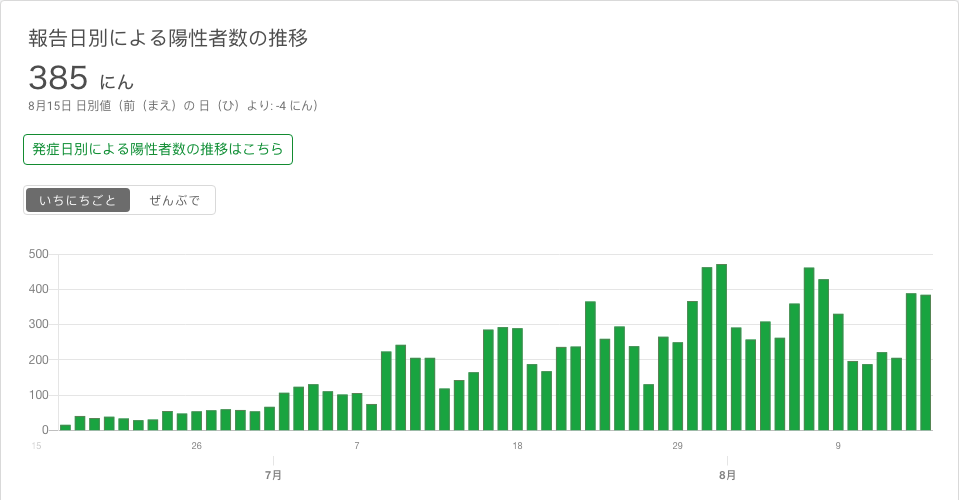 報告日別による陽性者数の推移
385 にん
8月15日 日別値（前（まえ）の 日（ひ）より: -4 にん）
発症日別による陽性者数の推移はこちら
いちにちごと ぜんぶで
500
400
300
200
100
0
15 26 7 18 29 9
7月 8月